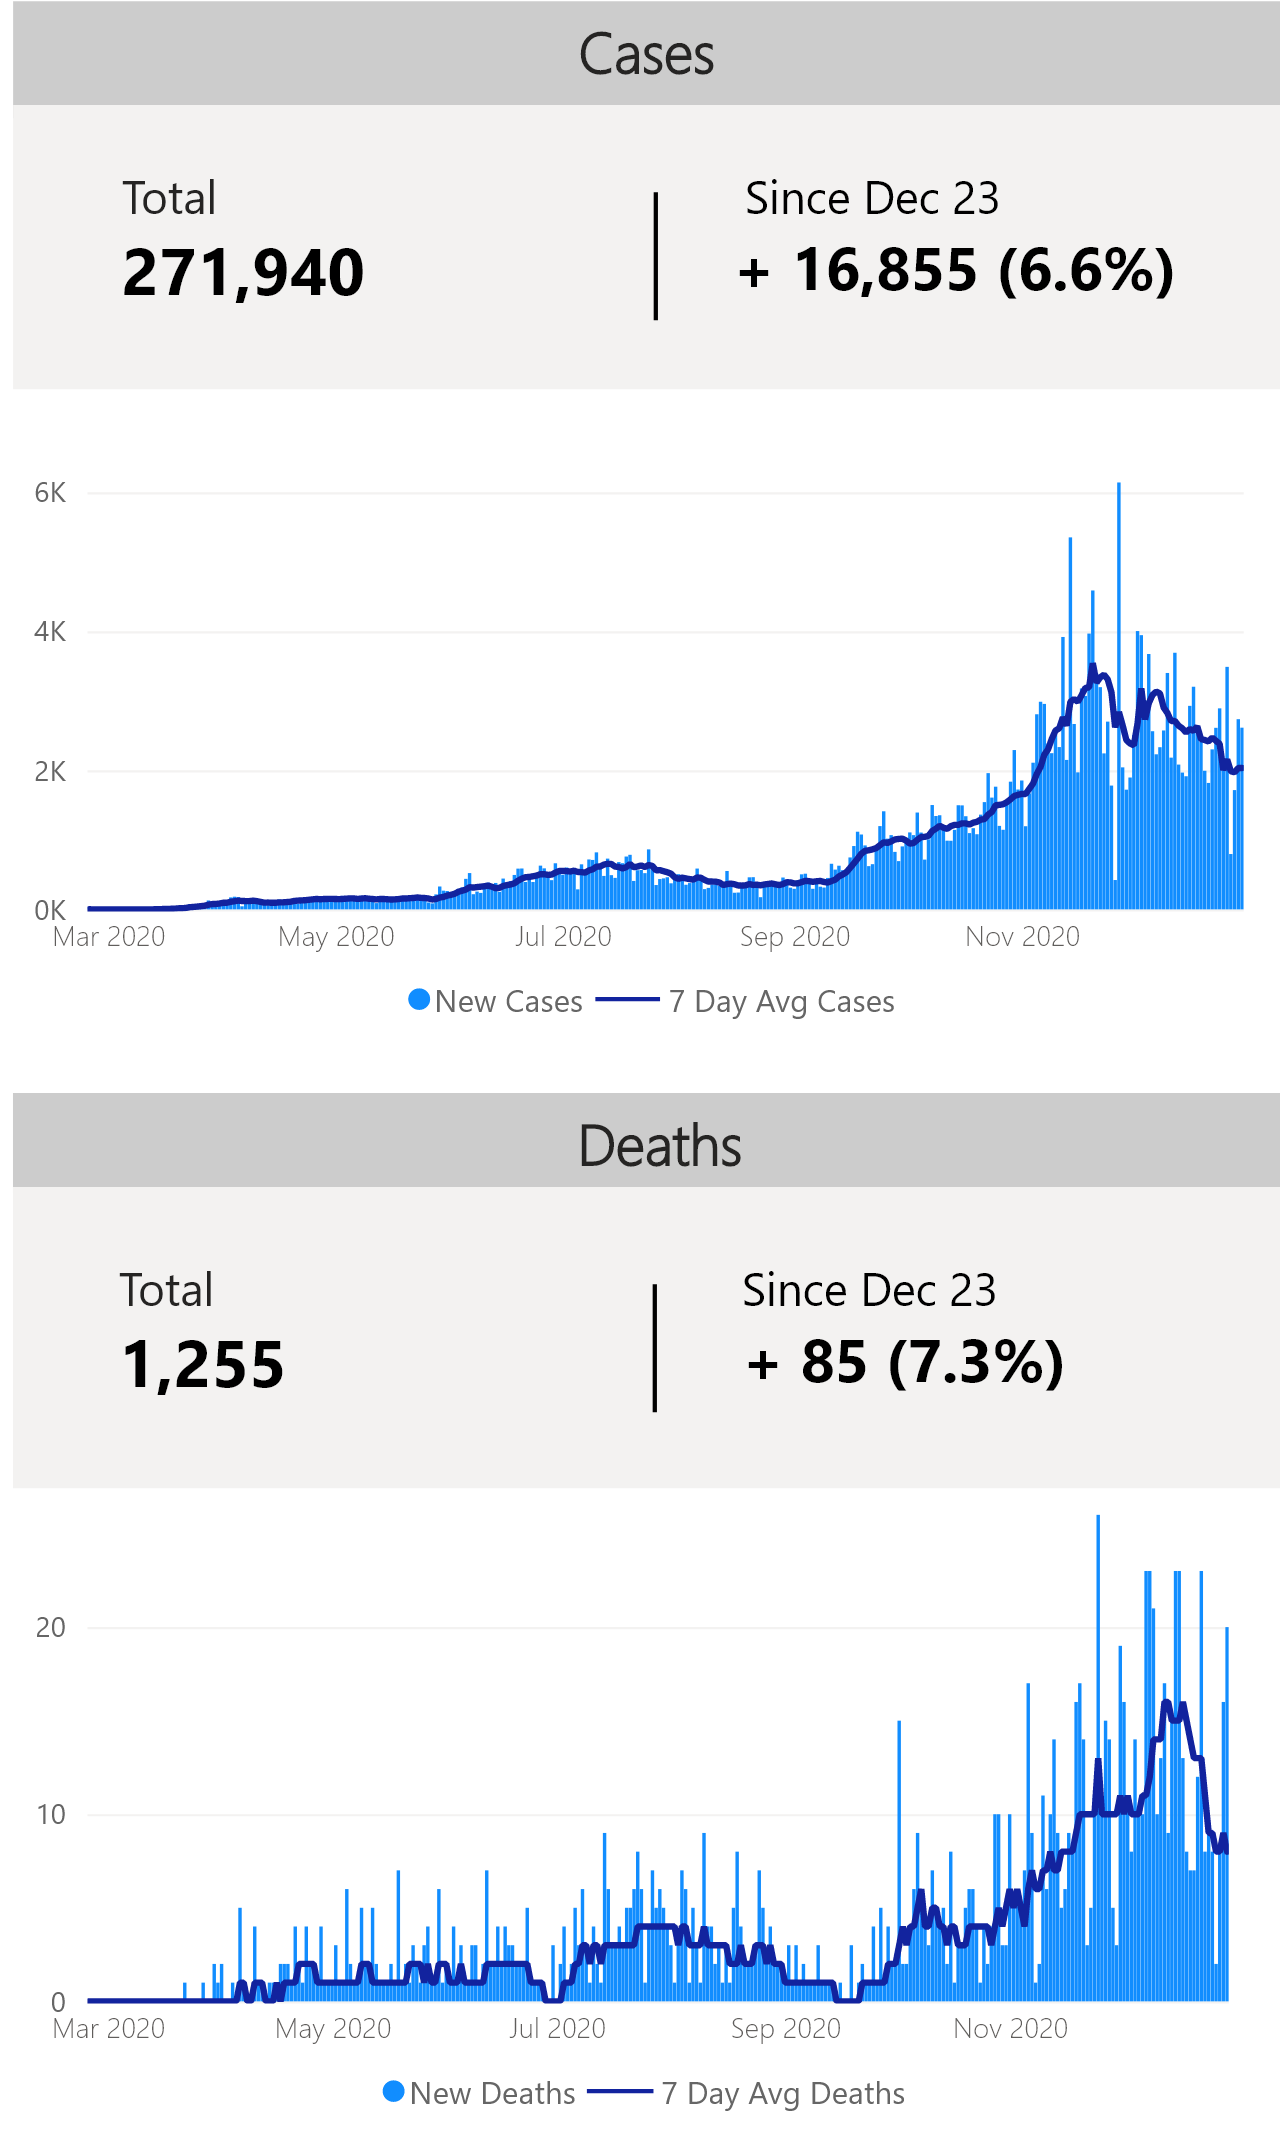 Cases
Total
Since Dec 23
271,940
+ 16,855 (6.6%)
6K
4K
2K
0K
Mar 2020
May 2020
Jul 2020
Sep 2020
Nov 2020
New Cases
7 Day Avg Cases
Deaths
Total
Since Dec 23
1,255
+ 85 (7.3%)
20
10
0
Mar 2020
May 2020
Jul 2020
Sep 2020
Nov 2020
New Deaths
7 Day Avg Deaths